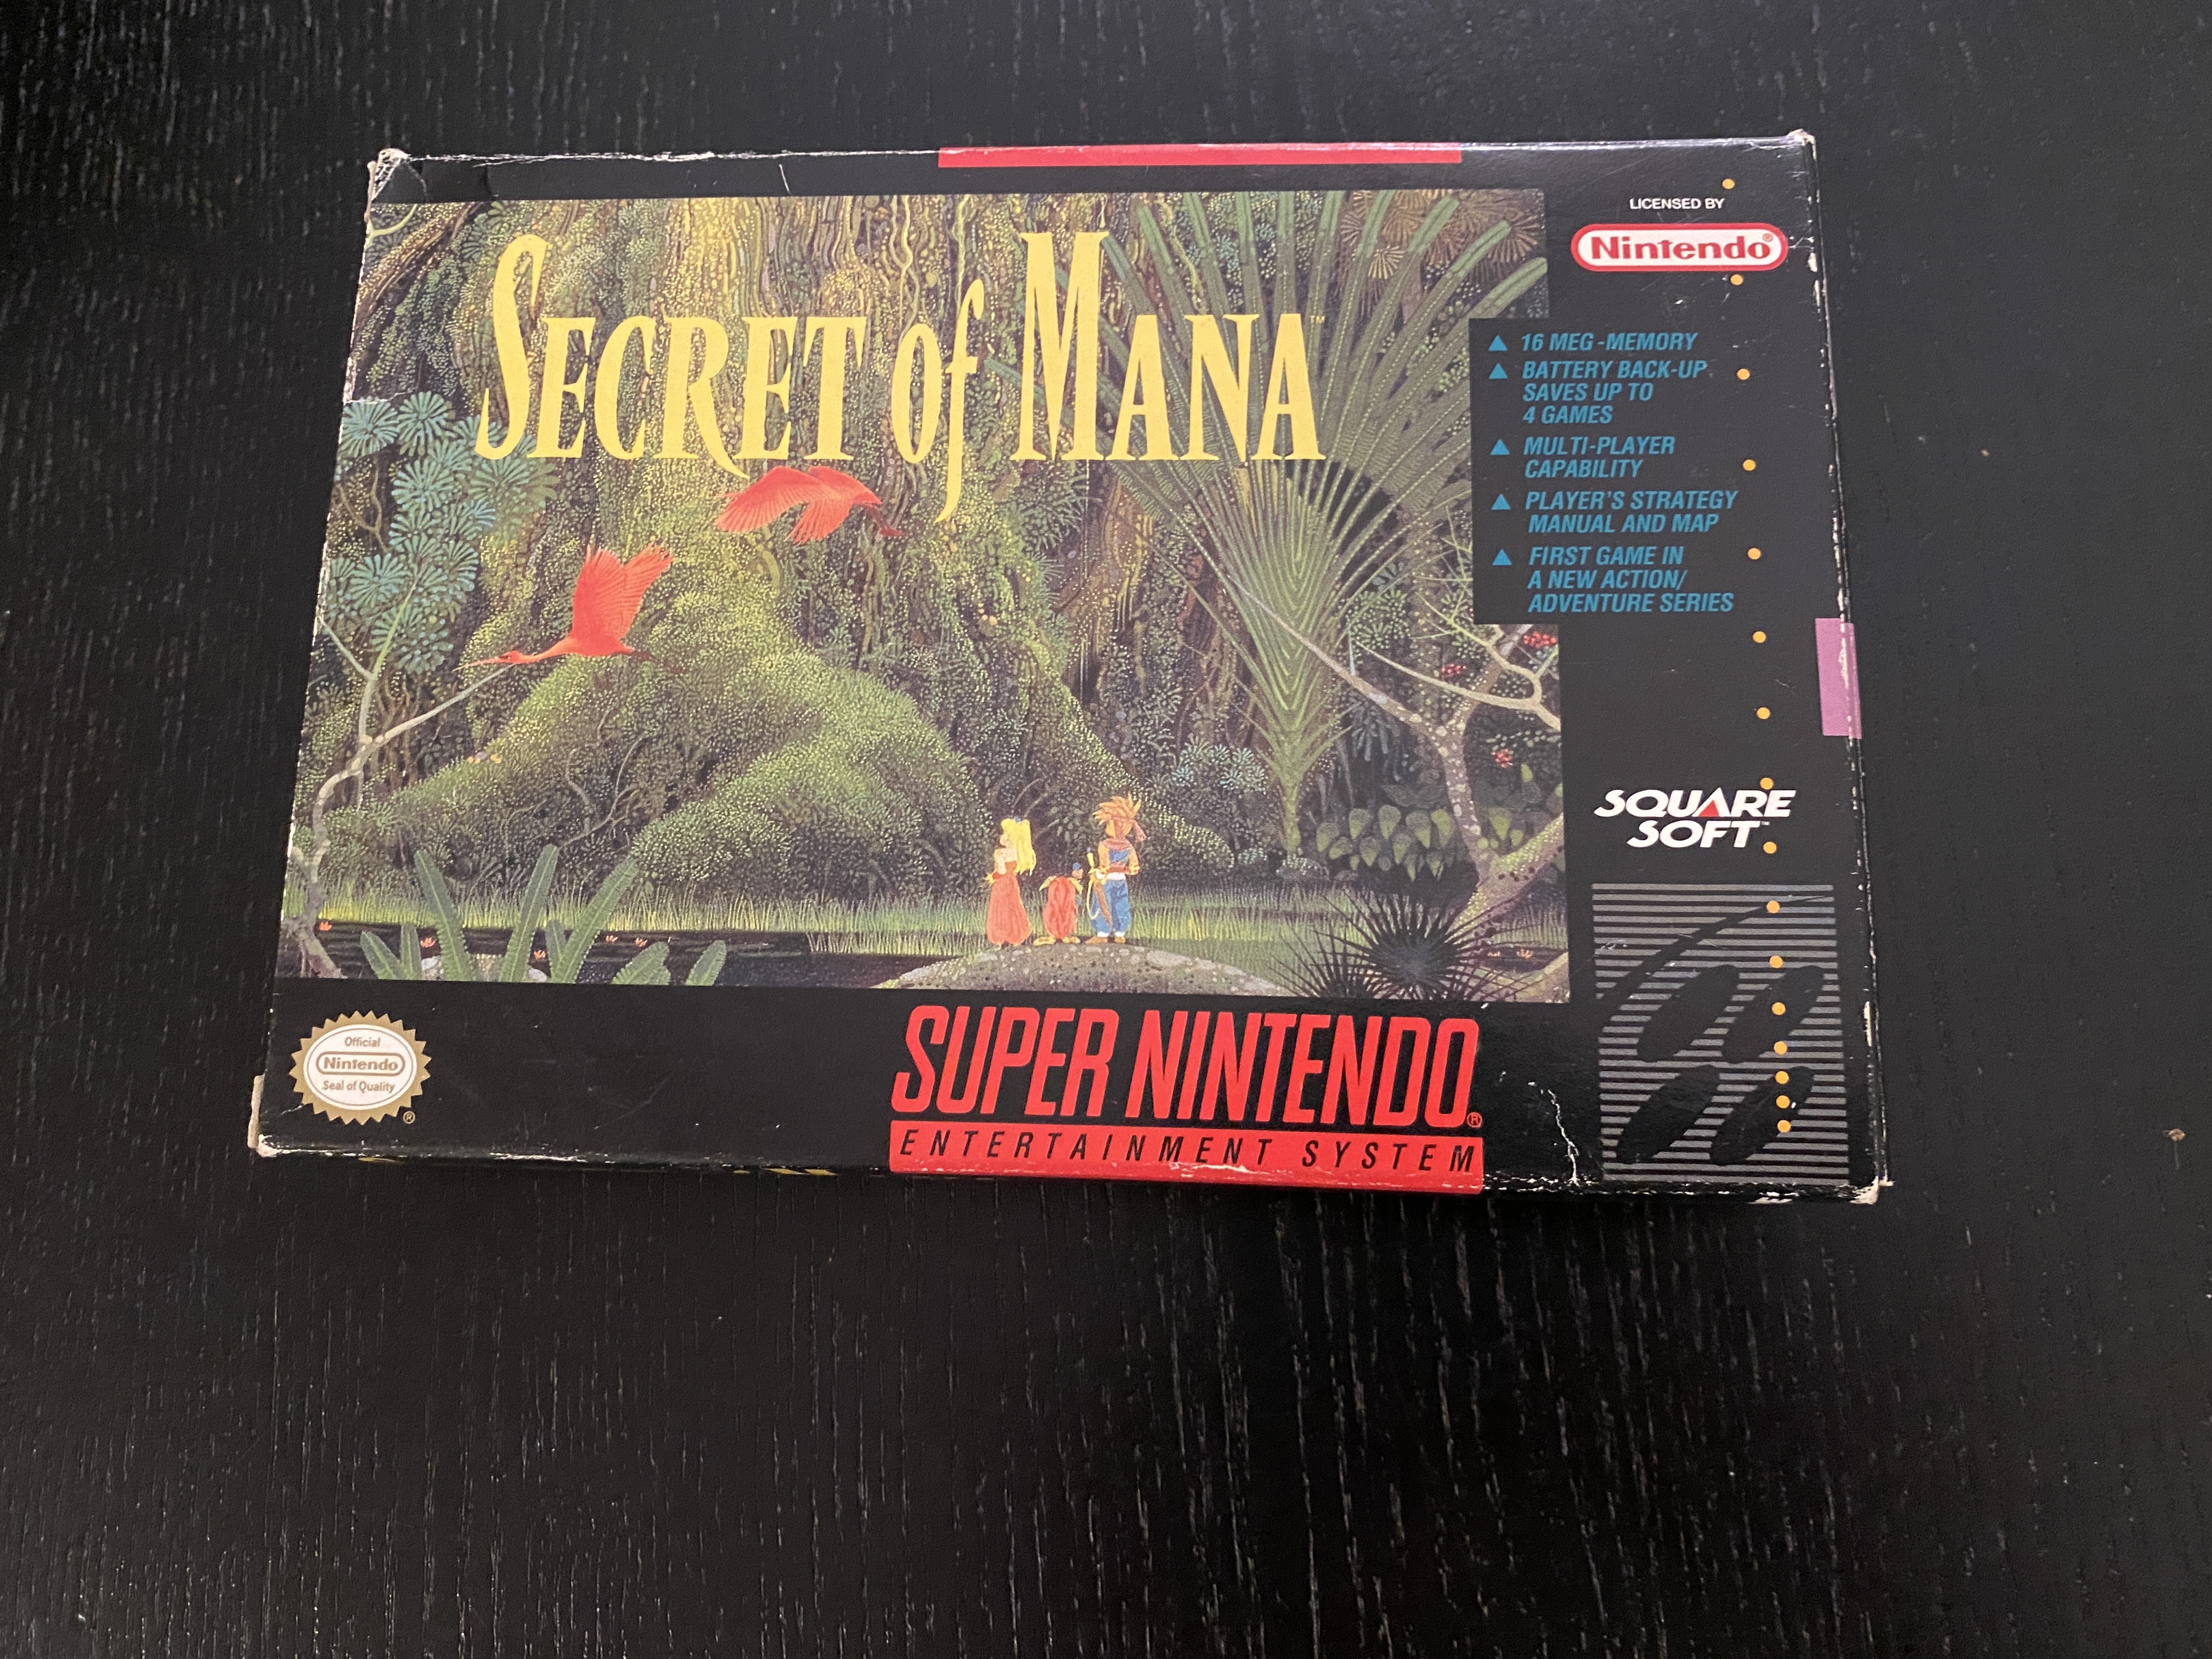 SECRET of MANA™
LICENSED BY
Nintendo®
▲ 16 MEG-MEMORY
▲ BATTERY BACK-UP
SAVES UP TO
4 GAMES
▲ MULTI-PLAYER
CAPABILITY
▲ PLAYER'S STRATEGY
MANUAL AND MAP
▲ FIRST GAME IN
A NEW ACTION/
ADVENTURE SERIES
SQUARE
SOFT™
Official
Nintendo
Seal of Quality
®
SUPER NINTENDO®
ENTERTAINMENT SYSTEM